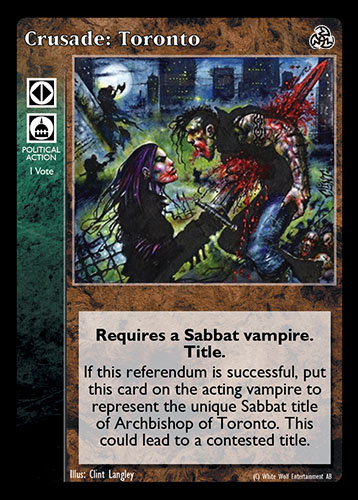 Crusade: Toronto
POLITICAL
ACTION
1 Vote
Requires a Sabbat vampire.
Title.
If this referendum is successful, put
this card on the acting vampire to
represent the unique Sabbat title
of Archbishop of Toronto. This
could lead to a contested title.
Illus: Clint Langley
(C) White Wolf Entertainment AB